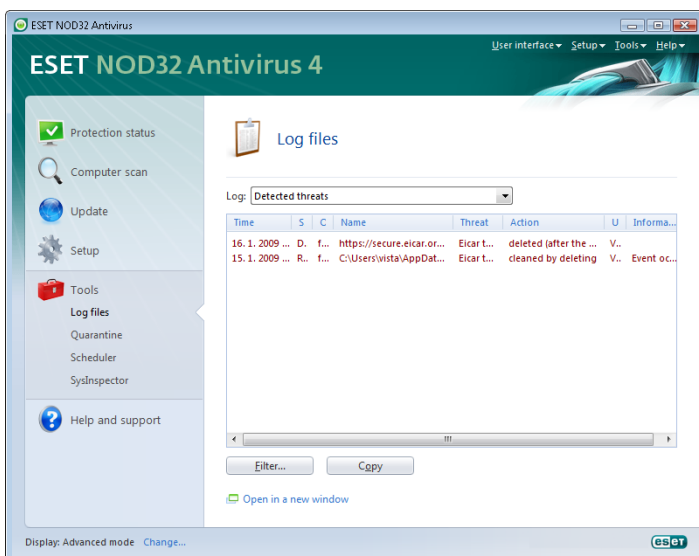 ESET NOD32 Antivirus
User interface Setup Tools Help
ESET NOD32 Antivirus 4
Protection status
Computer scan
Update
Setup
Tools
Log files
Quarantine
Scheduler
SysInspector
Help and support
Log files
Log: Detected threats
Time S C Name Threat Action U Informa...
16. 1. 2009 ... D. f... https://secure.eicar.or... Eicar t... deleted (after the ... V..
15. 1. 2009 ... R.. f... C:\Users\vista\AppDat... Eicar t... cleaned by deleting V.. Event oc...
Filter... Copy
Open in a new window
Display: Advanced mode Change...
eseT